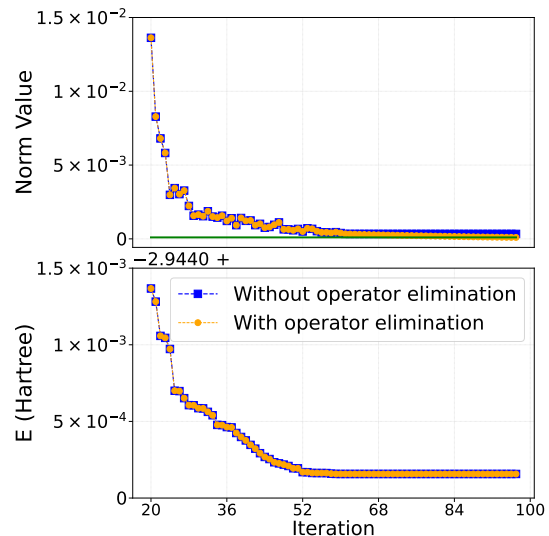 1.5 × 10⁻²
1 × 10⁻²
5 × 10⁻³
0
Norm Value
−2.9440 +
1.5 × 10⁻³
1 × 10⁻³
5 × 10⁻⁴
0
E (Hartree)
Without operator elimination
With operator elimination
20 36 52 68 84 100
Iteration